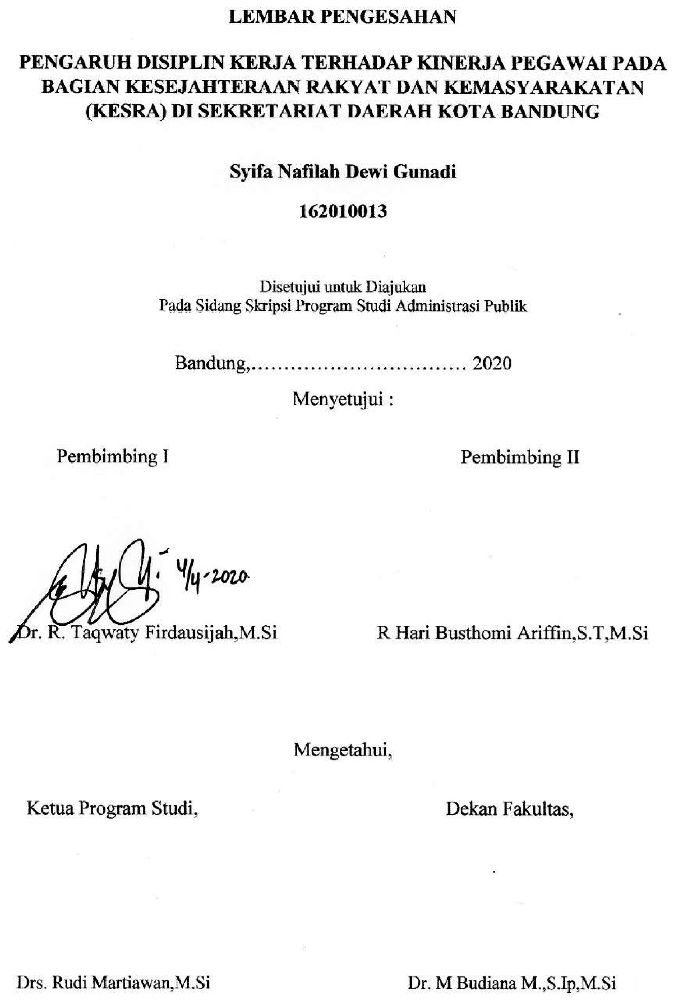 LEMBAR PENGESAHAN
PENGARUH DISIPLIN KERJA TERHADAP KINERJA PEGAWAI PADA
BAGIAN KESEJAHTERAAN RAKYAT DAN KEMASYARAKATAN
(KESRA) DI SEKRETARIAT DAERAH KOTA BANDUNG
Syifa Nafilah Dewi Gunadi
162010013
Disetujui untuk Diajukan
Pada Sidang Skripsi Program Studi Administrasi Publik
Bandung,................................. 2020
Menyetujui :
Pembimbing I
Pembimbing II
4/4-2020
Dr. R. Taqwaty Firdausijah,M.Si
R Hari Busthomi Ariffin,S.T,M.Si
Mengetahui,
Ketua Program Studi,
Dekan Fakultas,
Drs. Rudi Martiawan,M.Si
Dr. M Budiana M.,S.Ip,M.Si